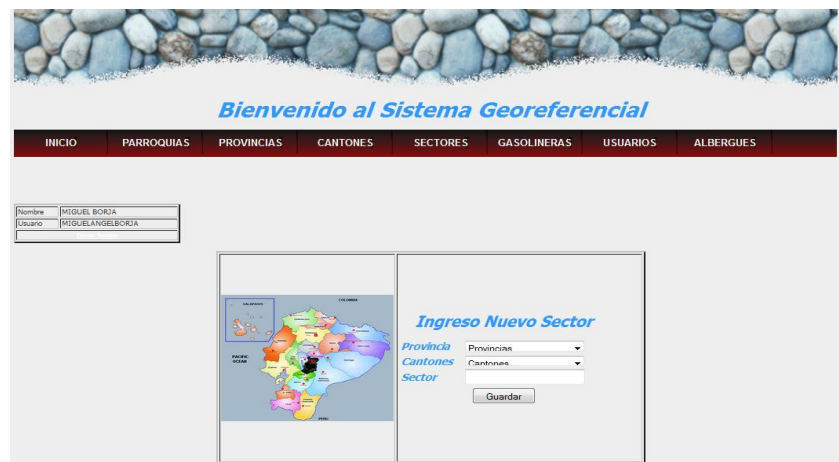 Bienvenido al Sistema Georeferencial
INICIO PARROQUIAS PROVINCIAS CANTONES SECTORES GASOLINERAS USUARIOS ALBERGUES
Nombre MIGUEL BORJA
Usuario MIGUELANGELBORJA
COLOMBIA
PACIFIC
OCEAN
PERU
Ingreso Nuevo Sector
Provincia Provincias
Cantones Cantones
Sector
Guardar